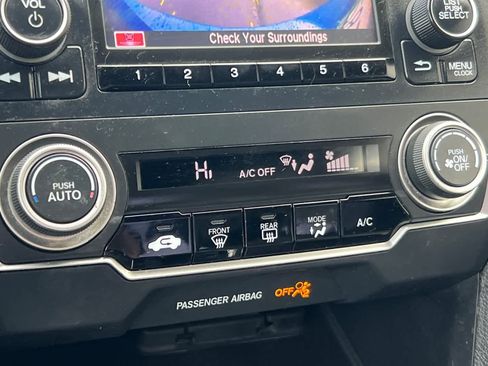 VOL
LIST
PUSH
SELECT
Check Your Surroundings
1 2 3 4 5 6
MENU
CLOCK
PUSH
AUTO
Hi
A/C OFF
PUSH
ON/
OFF
FRONT
REAR
MODE
A/C
PASSENGER AIRBAG
OFF